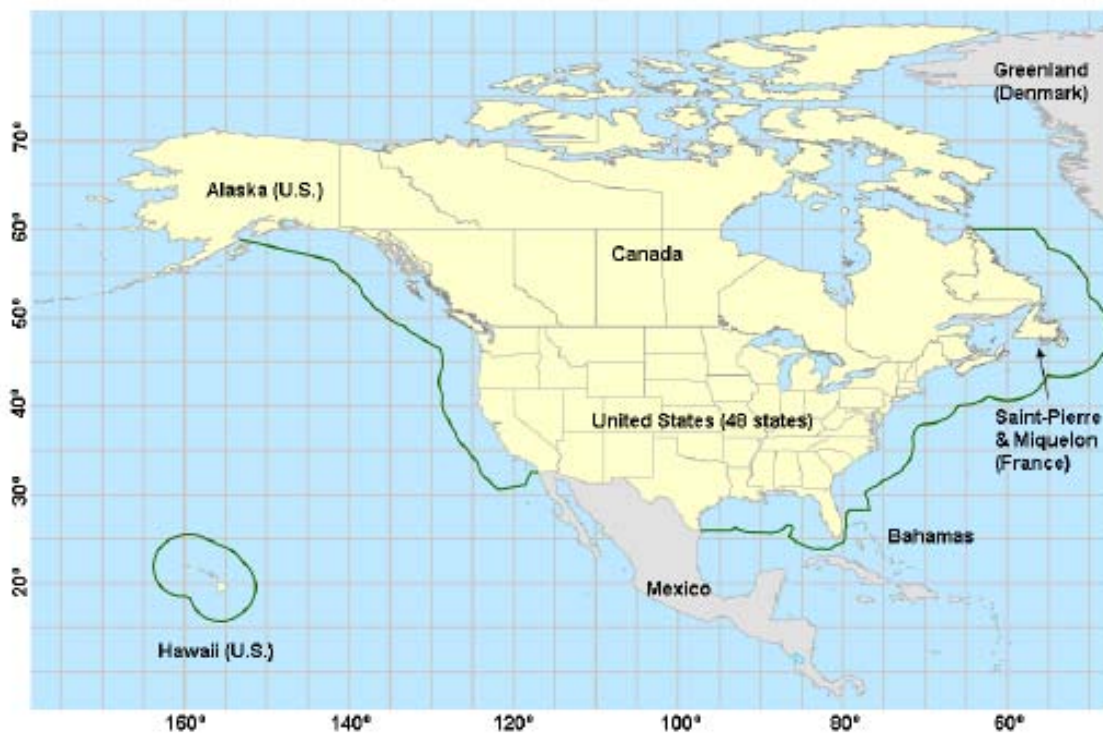 Greenland
(Denmark)
70°
Alaska (U.S.)
60°
Canada
50°
40°
United States (48 states)
Saint-Pierre
& Miquelon
(France)
30°
Bahamas
20°
Mexico
Hawaii (U.S.)
160° 140° 120° 100° 80° 60°